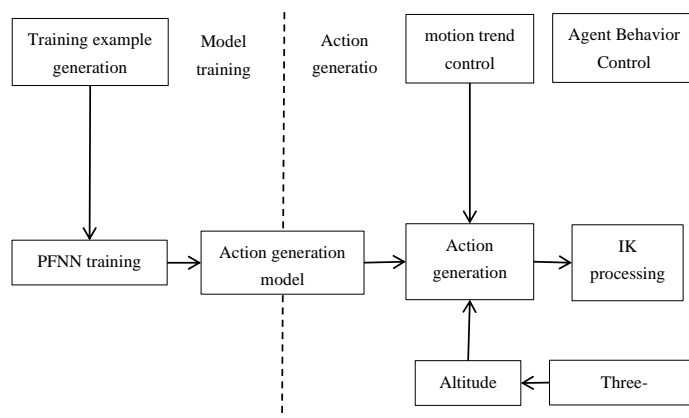 Training example
generation
Model
training
Action
generatio
motion trend
control
Agent Behavior
Control
PFNN training
Action generation
model
Action
generation
IK
processing
Altitude
Three-